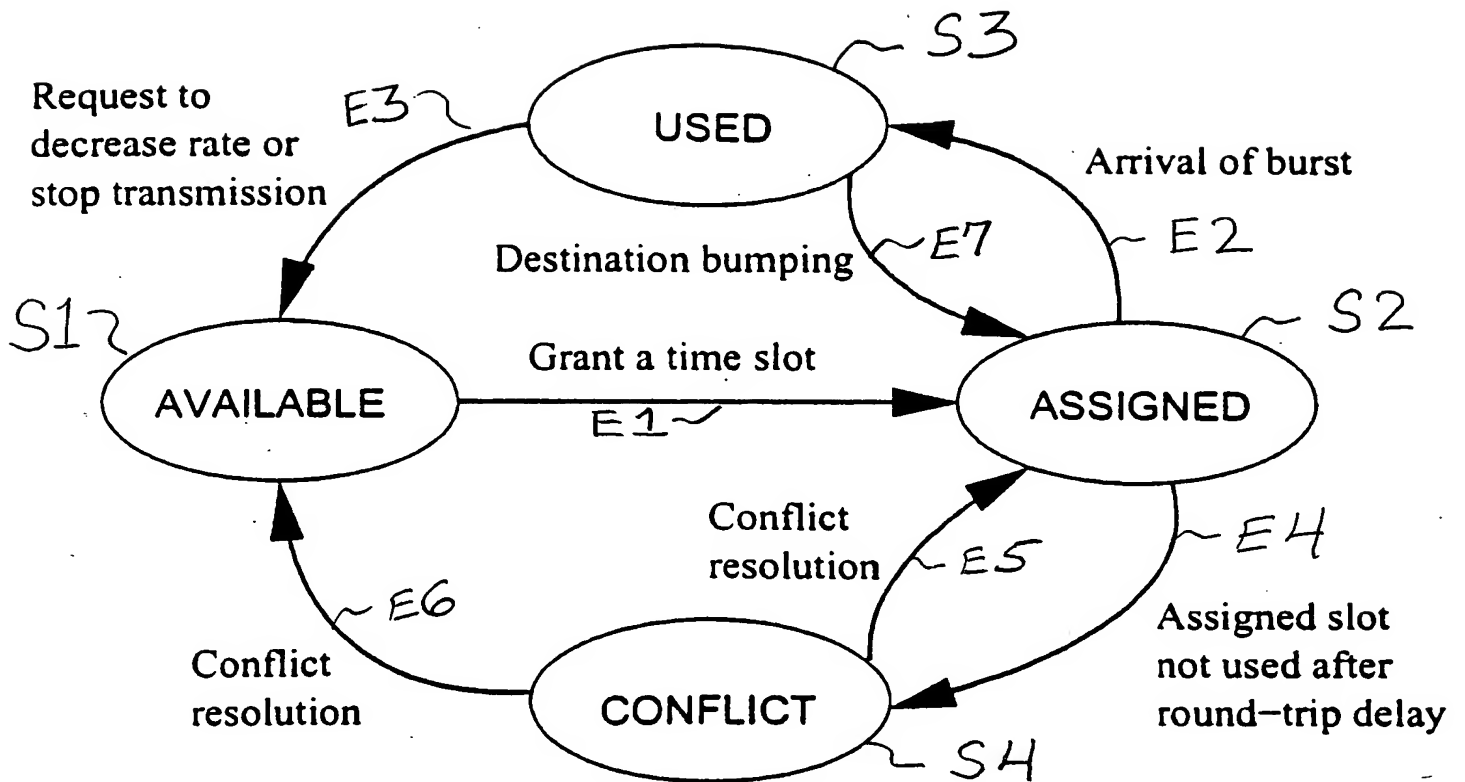 S3
Request to
decrease rate or
stop transmission
E3
USED
Arrival of burst
E7
E2
Destination bumping
S1
S2
Grant a time slot
AVAILABLE
E1
ASSIGNED
Conflict
resolution
E5
E4
E6
Assigned slot
not used after
round-trip delay
Conflict
resolution
CONFLICT
S4